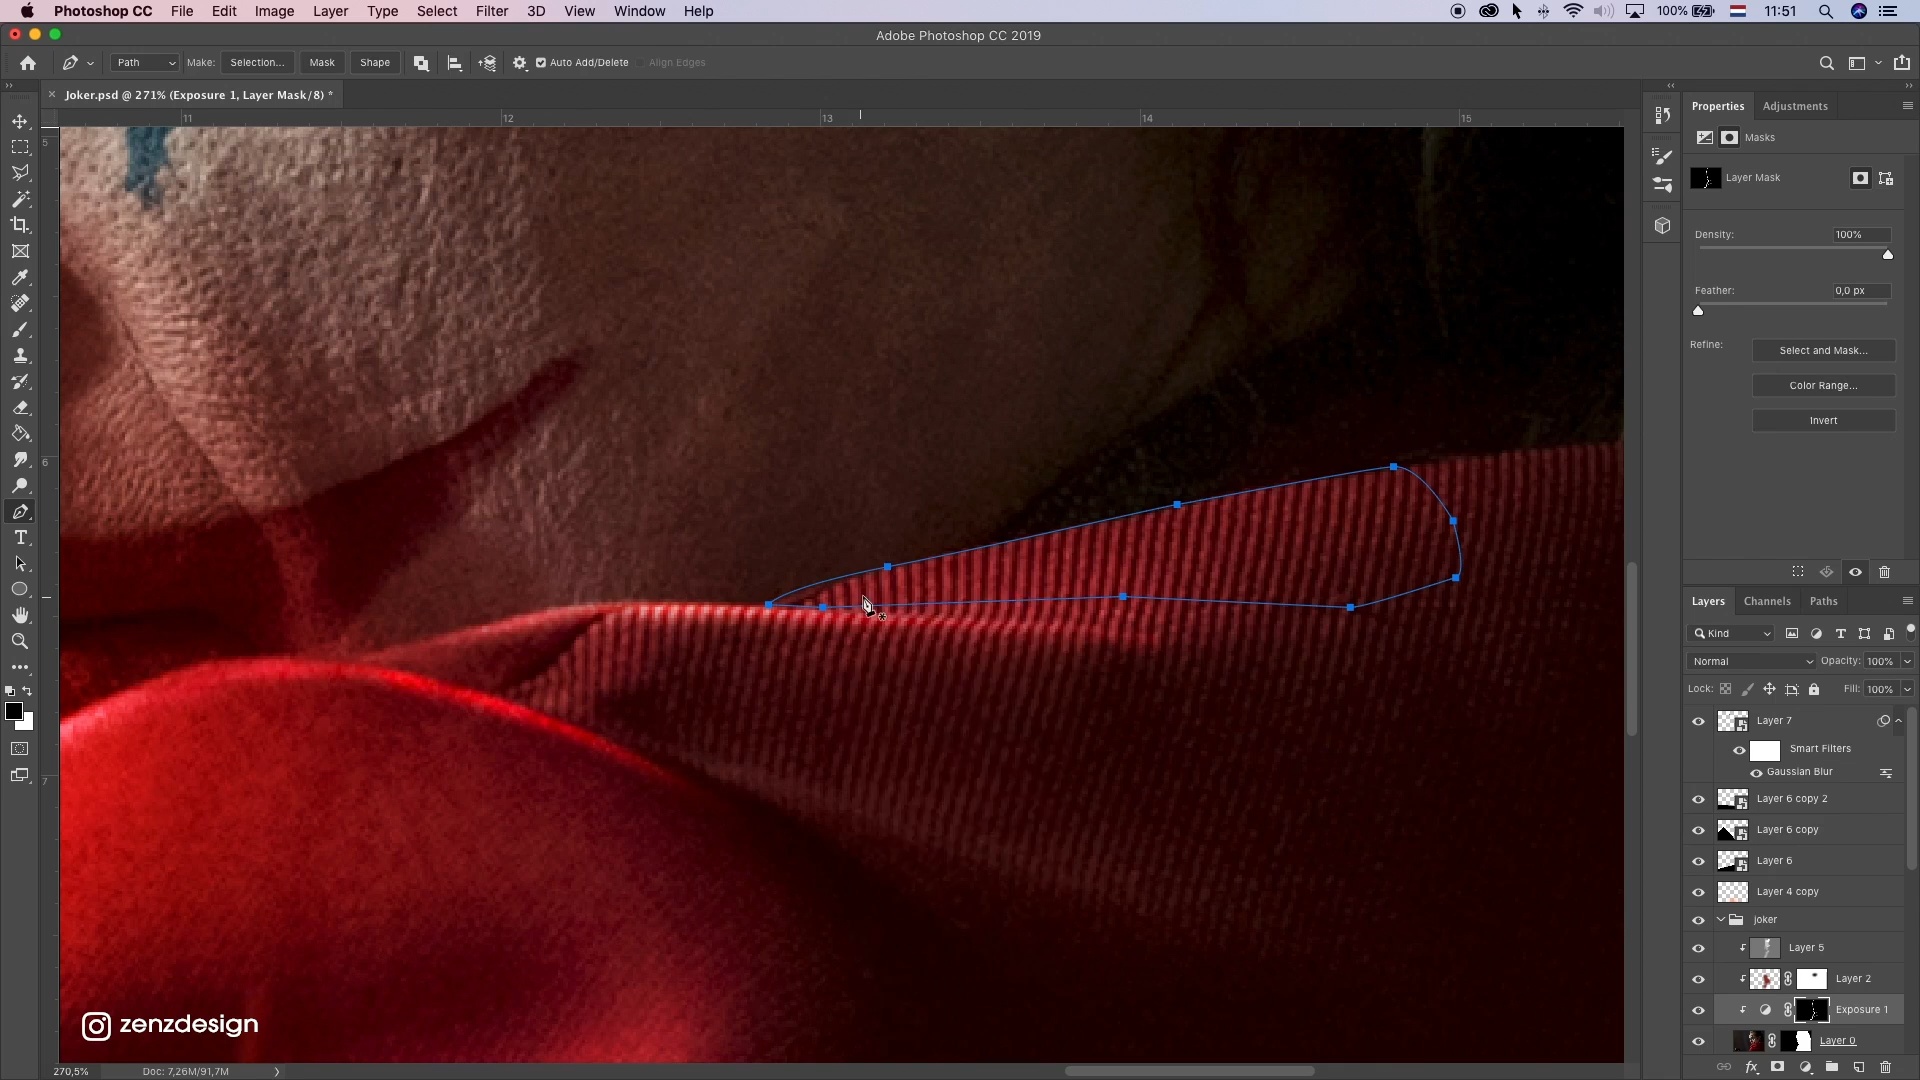 Photoshop CC File Edit Image Layer Type Select Filter 3D View Window Help 100% 11:51
Adobe Photoshop CC 2019
Path Make: Selection... Mask Shape Auto Add/Delete Align Edges
Joker.psd @ 271% (Exposure 1, Layer Mask/8) *
11 12 13 14 15
5
6
7
Properties Adjustments
Masks
Layer Mask
Density: 100%
Feather: 0,0 px
Refine: Select and Mask...
Color Range...
Invert
Layers Channels Paths
Kind
Normal Opacity: 100%
Lock: Fill: 100%
Layer 7
Smart Filters
Gaussian Blur
Layer 6 copy 2
Layer 6 copy
Layer 6
Layer 4 copy
joker
Layer 5
Layer 2
Exposure 1
Layer 0
zenzdesign
270,5% Doc: 7,26M/91,7M